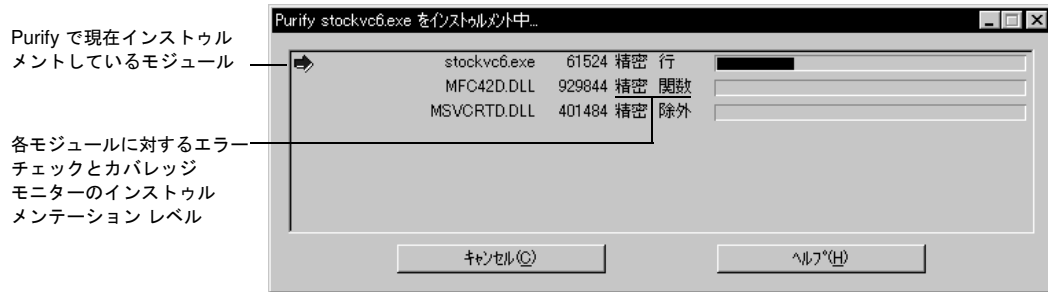 Purify stockvc6.exe をインストゥルメント中...
Purify で現在インストゥル
メントしているモジュール
stockvc6.exe 61524 精密 行
MFC42D.DLL 929844 精密 関数
MSVCRTD.DLL 401484 精密 除外
各モジュールに対するエラー
チェックとカバレッジ
モニターのインストゥル
メンテーション レベル
キャンセル(C) ヘルプ(H)